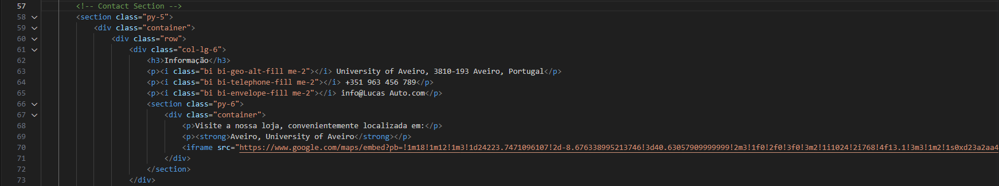 57 <!-- Contact Section -->
58 <section class="py-5">
59 <div class="container">
60 <div class="row">
61 <div class="col-lg-6">
62 <h3>Informação</h3>
63 <p><i class="bi bi-geo-alt-fill me-2"></i> University of Aveiro, 3810-193 Aveiro, Portugal</p>
64 <p><i class="bi bi-telephone-fill me-2"></i> +351 963 456 789</p>
65 <p><i class="bi bi-envelope-fill me-2"></i> info@Lucas Auto.com</p>
66 <section class="py-6">
67 <div class="container">
68 <p>Visite a nossa loja, convenientemente localizada em:</p>
69 <p><strong>Aveiro, University of Aveiro</strong></p>
70 <iframe src="https://www.google.com/maps/embed?pb=!1m18!1m12!1m3!1d24223.7471096107!2d-8.676338995213746!3d40.63057909999999!2m3!1f0!2f0!3f0!3m2!1i1024!2i768!4f13.1!3m3!1m2!1s0xd23a2aa4
71 </div>
72 </section>
73 </div>